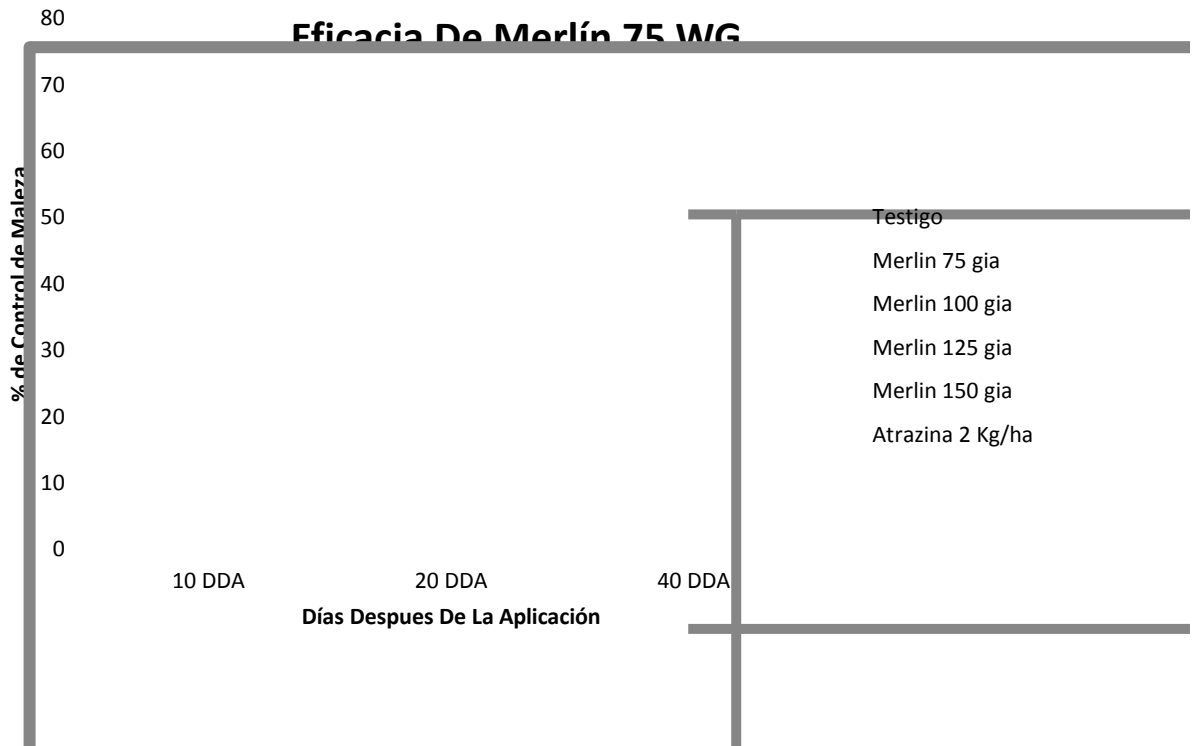 Eficacia De Merlín 75 WG
80
70
60
50
40
30
20
10
0
% de Control de Maleza
10 DDA 20 DDA 40 DDA
Días Despues De La Aplicación
Testigo
Merlin 75 gia
Merlin 100 gia
Merlin 125 gia
Merlin 150 gia
Atrazina 2 Kg/ha